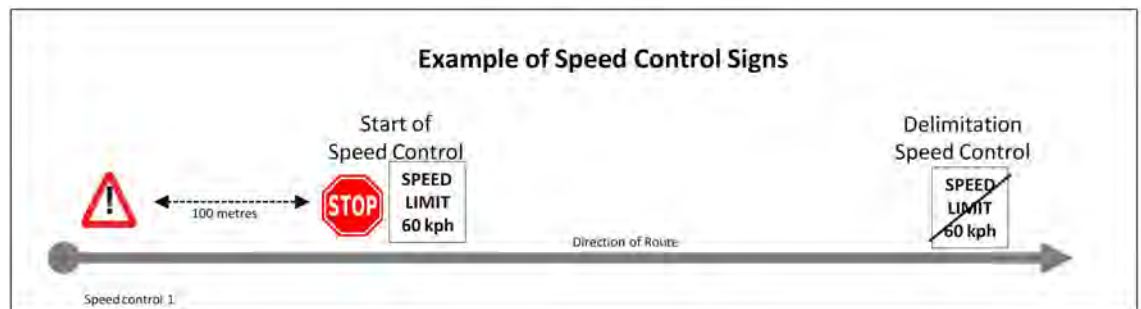 Example of Speed Control Signs
Start of
Speed Control
Delimitation
Speed Control
!
100 metres
STOP
SPEED
LIMIT
60 kph
SPEED
LIMIT
60 kph
Direction of Route
Speed control 1